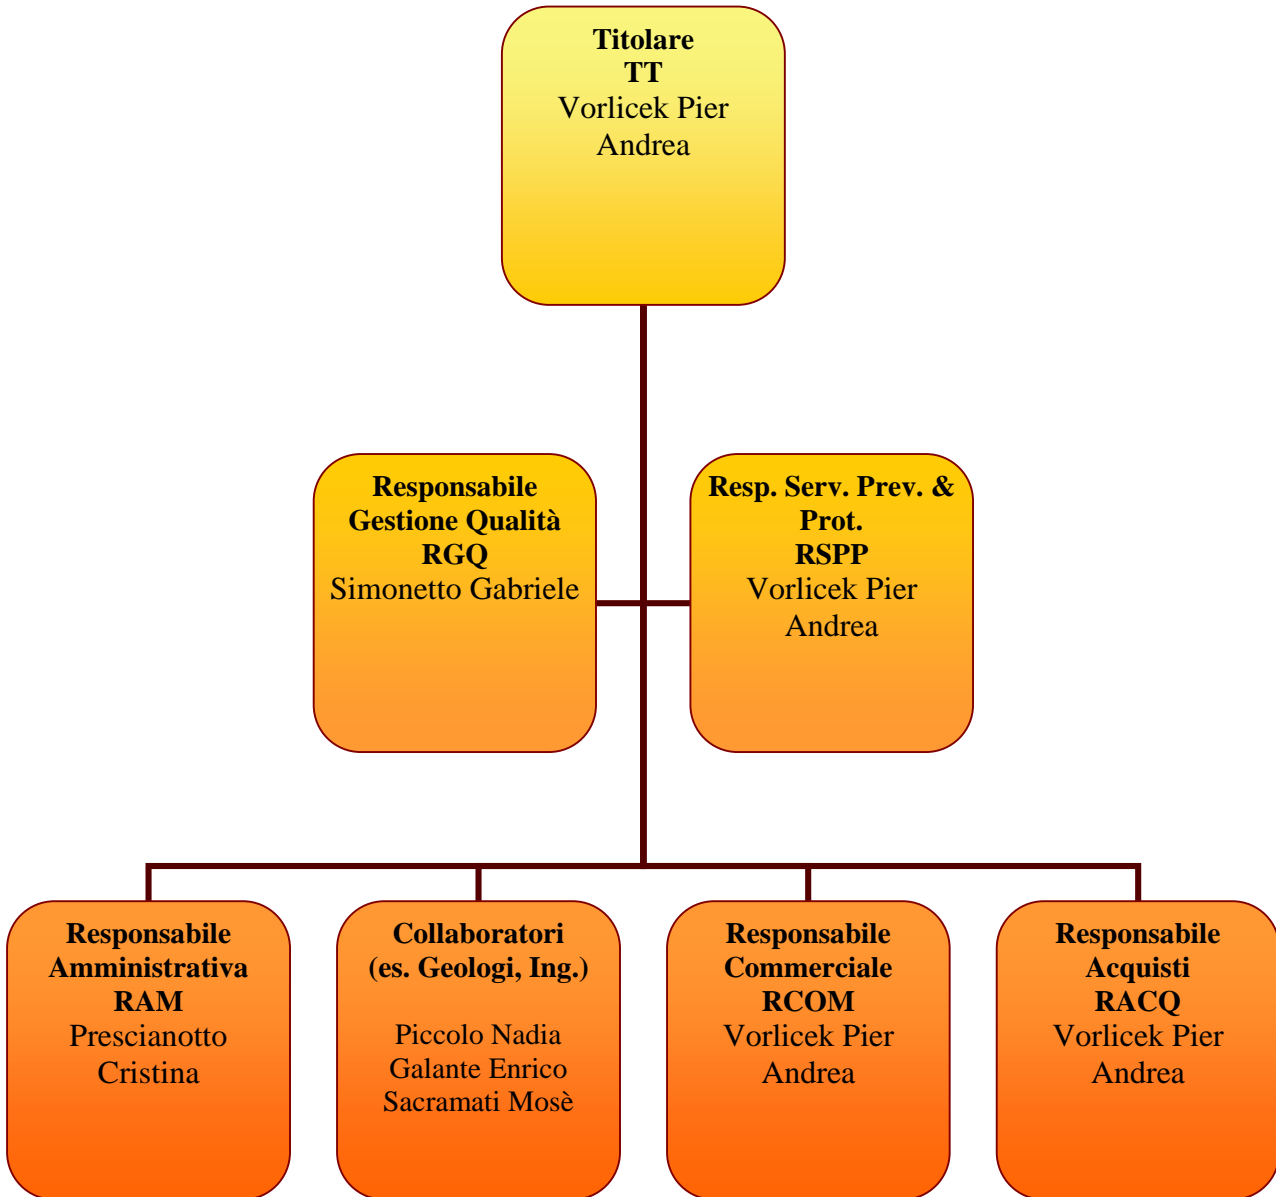 Titolare
TT
Vorlicek Pier
Andrea
Responsabile
Gestione Qualità
RGQ
Simonetto Gabriele
Resp. Serv. Prev. &
Prot.
RSPP
Vorlicek Pier
Andrea
Responsabile
Amministrativa
RAM
Prescianotto
Cristina
Collaboratori
(es. Geologi, Ing.)
Piccolo Nadia
Galante Enrico
Sacramati Mosè
Responsabile
Commerciale
RCOM
Vorlicek Pier
Andrea
Responsabile
Acquisti
RACQ
Vorlicek Pier
Andrea